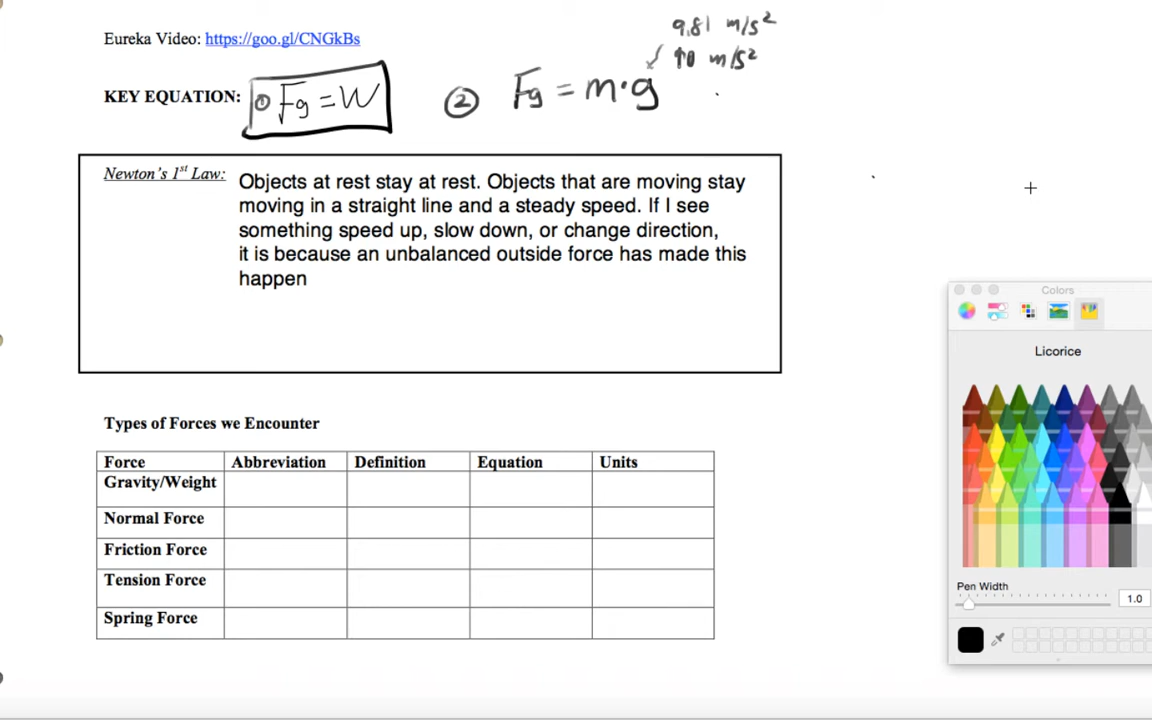 9.81 m/s²
Eureka Video: https://goo.gl/CNGkBs
10 m/s²
KEY EQUATION: ① Fg = W ② Fg = m·g
Newton's 1st Law: Objects at rest stay at rest. Objects that are moving stay
moving in a straight line and a steady speed. If I see
something speed up, slow down, or change direction,
it is because an unbalanced outside force has made this
happen
Colors
Licorice
Types of Forces we Encounter
Force Abbreviation Definition Equation Units
Gravity/Weight
Normal Force
Friction Force
Tension Force
Pen Width
1.0
Spring Force